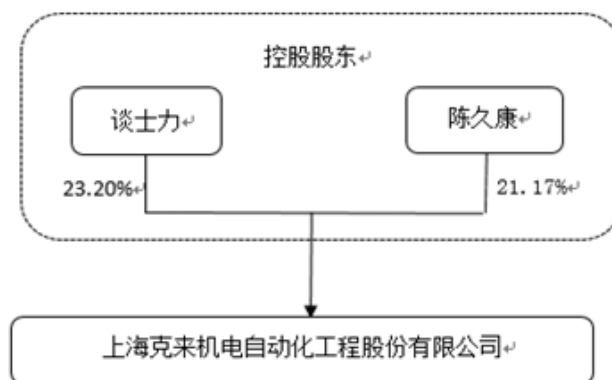 控股股东
谈士力
陈久康
23.20%
21.17%
上海克来机电自动化工程股份有限公司